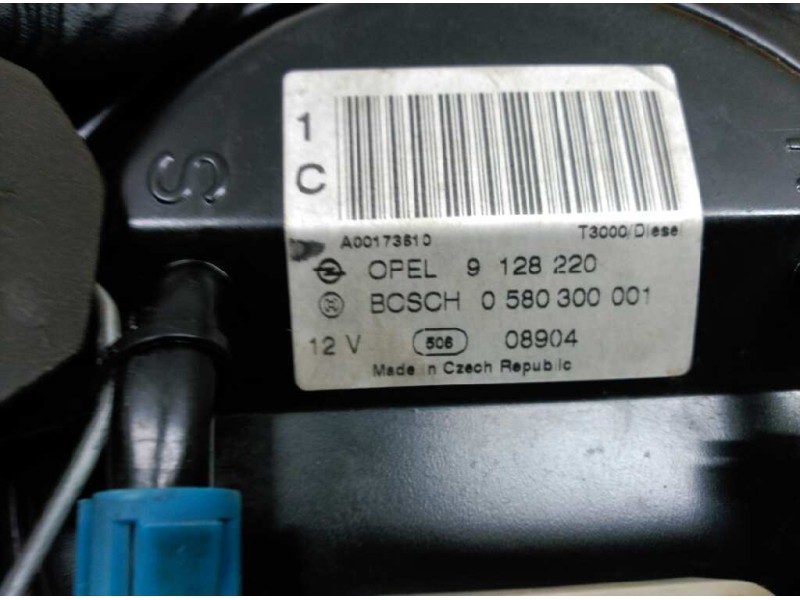 S
1
C
A00173610
T3000/Diesel
OPEL 9 128 220
BOSCH 0 580 300 001
12 V 506 08904
Made in Czech Republic